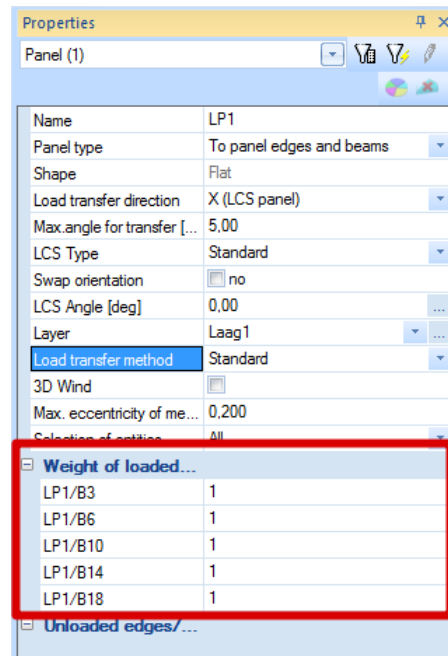 Properties
Panel (1)
Name LP1
Panel type To panel edges and beams
Shape Flat
Load transfer direction X (LCS panel)
Max.angle for transfer [... 5,00
LCS Type Standard
Swap orientation no
LCS Angle [deg] 0,00 ...
Layer Laag1 ...
Load transfer method Standard
3D Wind
Max. eccentricity of me... 0,200
Selection of entities All
Weight of loaded...
LP1/B3 1
LP1/B6 1
LP1/B10 1
LP1/B14 1
LP1/B18 1
Unloaded edges/...